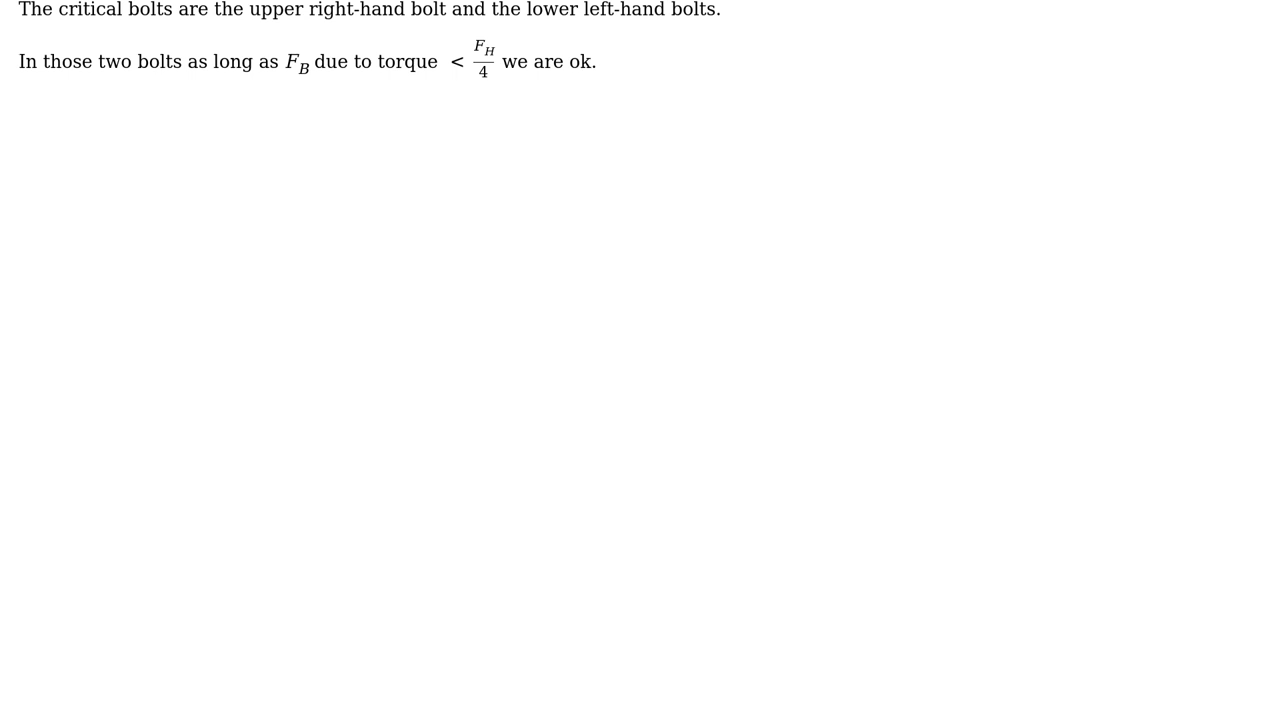 The critical bolts are the upper right-hand bolt and the lower left-hand bolts.
In those two bolts as long as $F_B$ due to torque $< \frac{F_H}{4}$ we are ok.